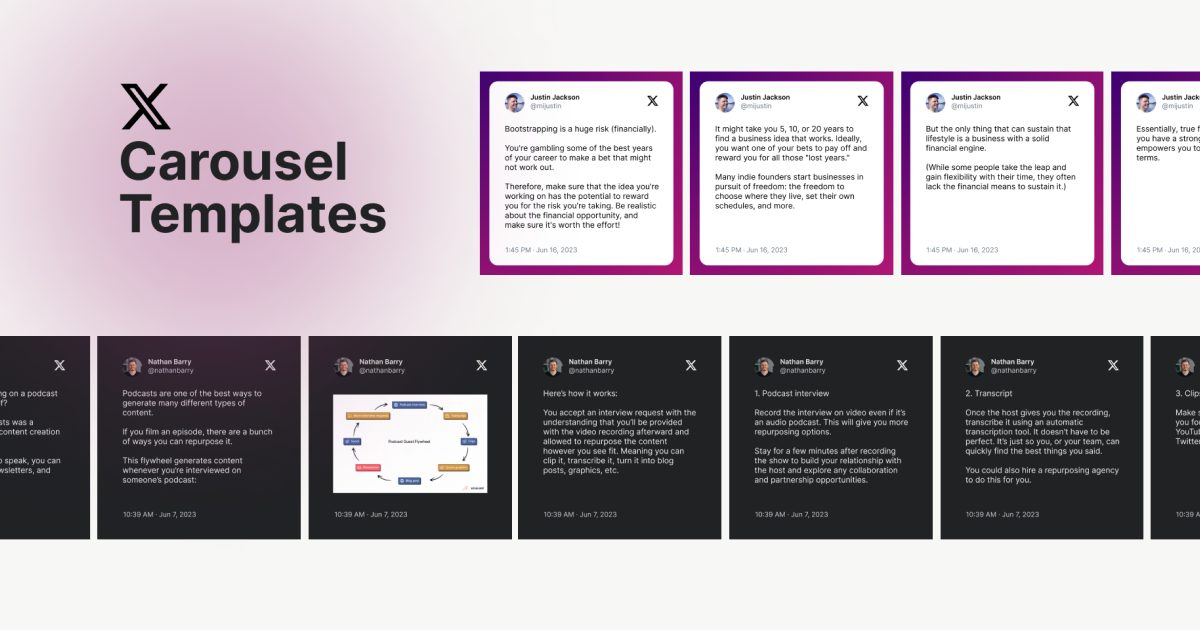 Carousel
Templates
Justin Jackson
@mijustin
Bootstrapping is a huge risk (financially).
You're gambling some of the best years
of your career to make a bet that might
not work out.
Therefore, make sure that the idea you're
working on has the potential to reward
you for the risk you're taking. Be realistic
about the financial opportunity, and
make sure it's worth the effort!
1:45 PM · Jun 16, 2023
Justin Jackson
@mijustin
It might take you 5, 10, or 20 years to
find a business idea that works. Ideally,
you want one of your bets to pay off and
reward you for all those "lost years."
Many indie founders start businesses in
pursuit of freedom: the freedom to
choose where they live, set their own
schedules, and more.
1:45 PM · Jun 16, 2023
Justin Jackson
@mijustin
But the only thing that can sustain that
lifestyle is a business with a solid
financial engine.
(While some people take the leap and
gain flexibility with their time, they often
lack the financial means to sustain it.)
1:45 PM · Jun 16, 2023
Justin Jacks
@mijustin
Essentially, true f
you have a strong
empowers you to
terms.
1:45 PM · Jun 16, 20
ng on a podcast
f?
sts was a
content creation
o speak, you can
wsletters, and
Nathan Barry
@nathanbarry
Podcasts are one of the best ways to
generate many different types of
content.
If you film an episode, there are a bunch
of ways you can repurpose it.
This flywheel generates content
whenever you're interviewed on
someone's podcast:
10:39 AM · Jun 7, 2023
Nathan Barry
@nathanbarry
Podcast Guest Flywheel
10:39 AM · Jun 7, 2023
Nathan Barry
@nathanbarry
Here's how it works:
You accept an interview request with the
understanding that you'll be provided
with the video recording afterward and
allowed to repurpose the content
however you see fit. Meaning you can
clip it, transcribe it, turn it into blog
posts, graphics, etc.
10:39 AM · Jun 7, 2023
Nathan Barry
@nathanbarry
1. Podcast interview
Record the interview on video even if it's
an audio podcast. This will give you more
repurposing options.
Stay for a few minutes after recording
the show to build your relationship with
the host and explore any collaboration
and partnership opportunities.
10:39 AM · Jun 7, 2023
Nathan Barry
@nathanbarry
2. Transcript
Once the host gives you the recording,
transcribe it using an automatic
transcription tool. It doesn't have to be
perfect. It's just so you, or your team, can
quickly find the best things you said.
You could also hire a repurposing agency
to do this for you.
10:39 AM · Jun 7, 2023
3. Clip
Make s
you fo
YouTu
Twitte
10:39 A